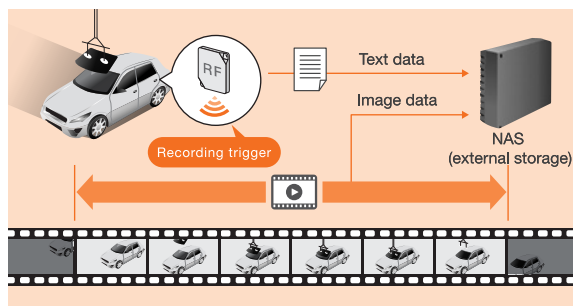 RF
Text data
Image data
Recording trigger
NAS
(external storage)